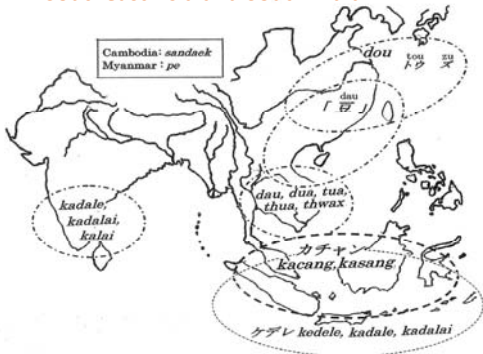 Cambodia: sandaek
Myanmar : pe
dou
tou zu
トウ ズ
dau
「豆」
dau, dua, tua,
thua, thwax
kadale,
kadalai,
kalai
カチャン
kacang, kasang
ケデレ kedele, kadale, kadalai